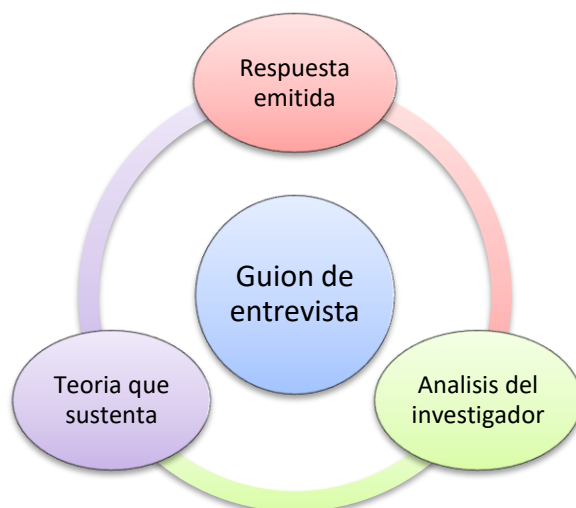 Respuesta
emitida
Guion de
entrevista
Teoria que
sustenta
Analisis del
investigador